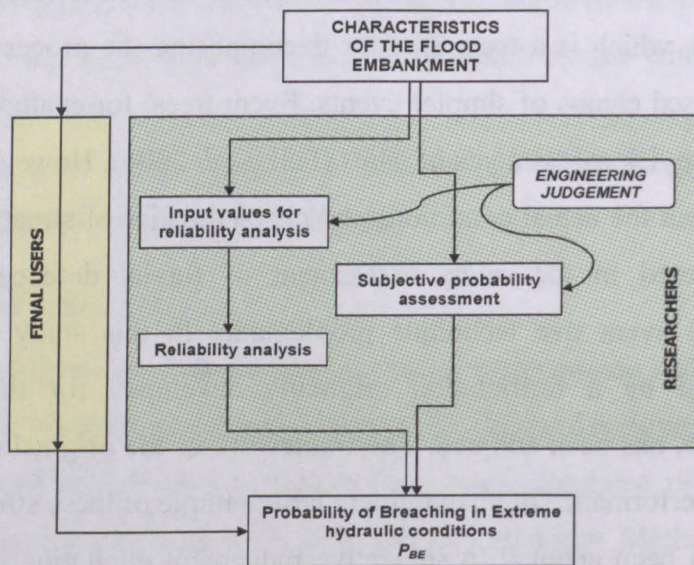 CHARACTERISTICS
OF THE FLOOD
EMBANKMENT
ENGINEERING
JUDGEMENT
Input values for
reliability analysis
Subjective probability
assessment
Reliability analysis
FINAL USERS
RESEARCHERS
Probability of Breaching in Extreme
hydraulic conditions
P_BE